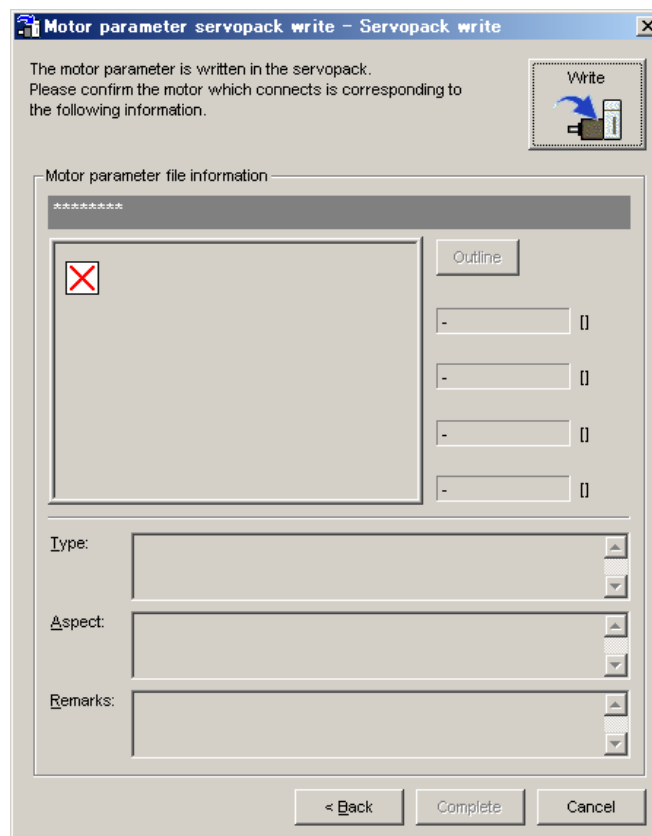 Motor parameter servopack write - Servopack write
The motor parameter is written in the servopack.
Please confirm the motor which connects is corresponding to
the following information.
Write
Motor parameter file information
********
Outline
- []
- []
- []
- []
Type:
Aspect:
Remarks:
< Back
Complete
Cancel